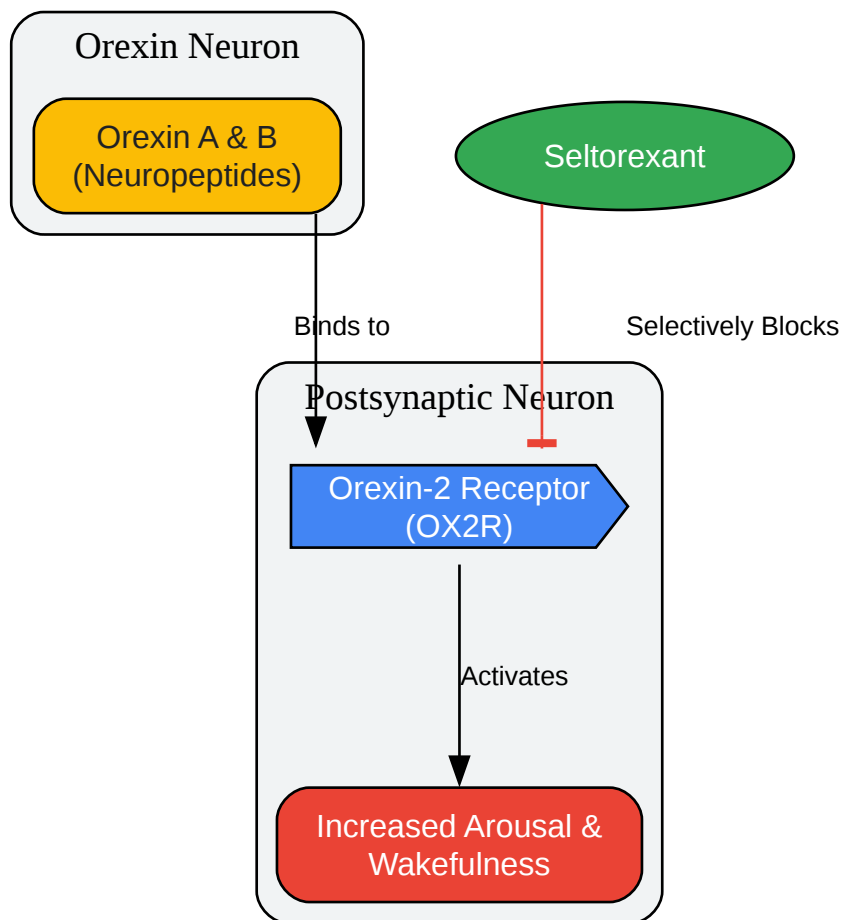 Orexin Neuron
Orexin A & B
(Neuropeptides)
Seltorexant
Binds to
Selectively Blocks
Postsynaptic Neuron
Orexin-2 Receptor
(OX2R)
Activates
Increased Arousal &
Wakefulness